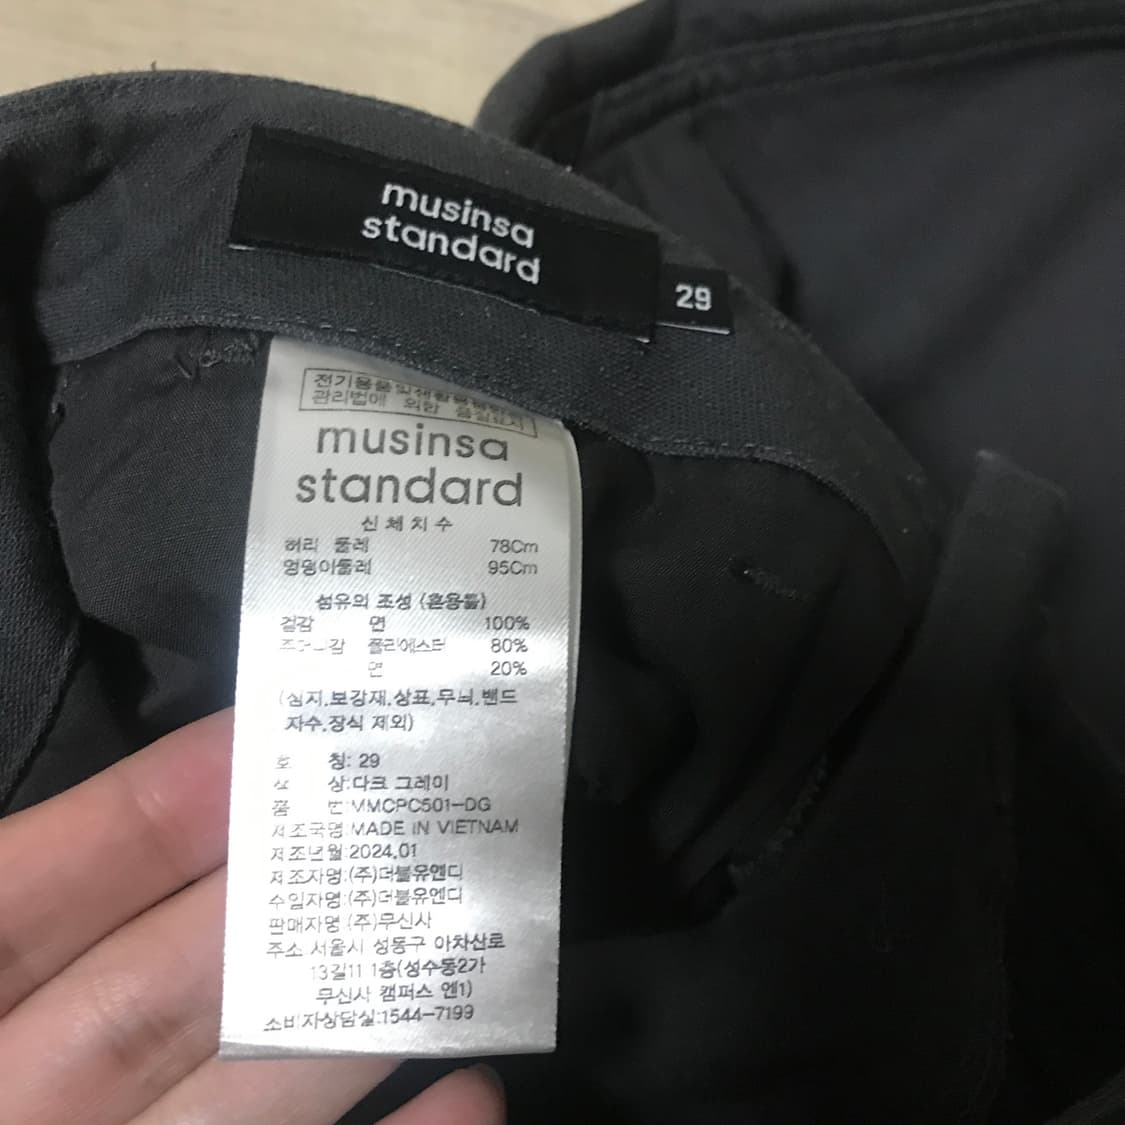 musinsa
standard
29
전기용품및생활용품안전
관리법에 의한 품질표시
musinsa
standard
신체치수
허리 둘레 78Cm
엉덩이둘레 95Cm
섬유의 조성 (혼용률)
겉감 면 100%
주머니감 폴리에스터 80%
면 20%
(심지,보강재,상표,무늬,밴드
자수,장식 제외)
호 칭: 29
색 상:다크 그레이
품 번:MMCPC501-DG
제조국명:MADE IN VIETNAM
제조년월:2024.01
제조자명:(주)더블유엔디
수입자명:(주)더블유엔디
판매자명 (주)무신사
주소 서울시 성동구 아차산로
13길11 1층(성수동2가
무신사 캠퍼스 엔1)
소비자상담실:1544-7199